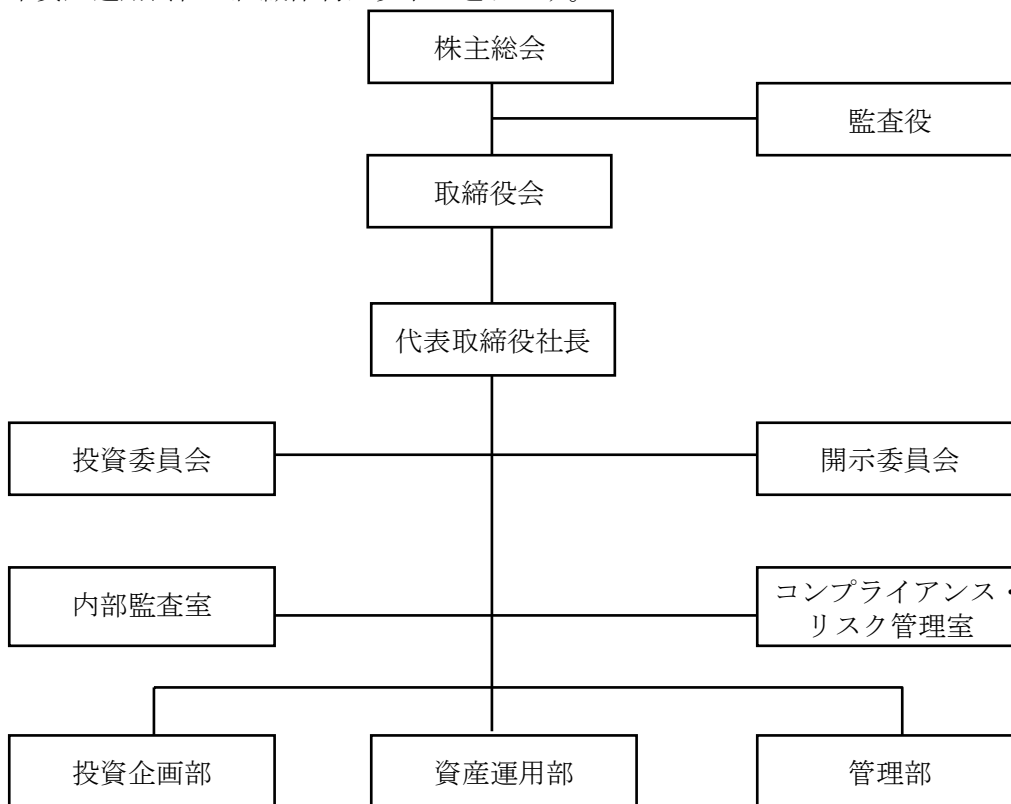 株主総会
監査役
取締役会
代表取締役社長
投資委員会
開示委員会
内部監査室
コンプライアンス・
リスク管理室
投資企画部
資産運用部
管理部